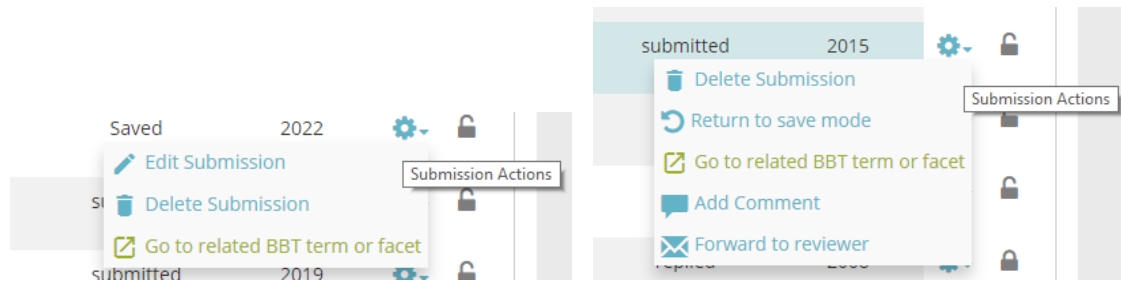 Saved 2022
Edit Submission
Submission Actions
Delete Submission
Go to related BBT term or facet
submitted 2019
submitted 2015
Delete Submission
Submission Actions
Return to save mode
Go to related BBT term or facet
Add Comment
Forward to reviewer
replied